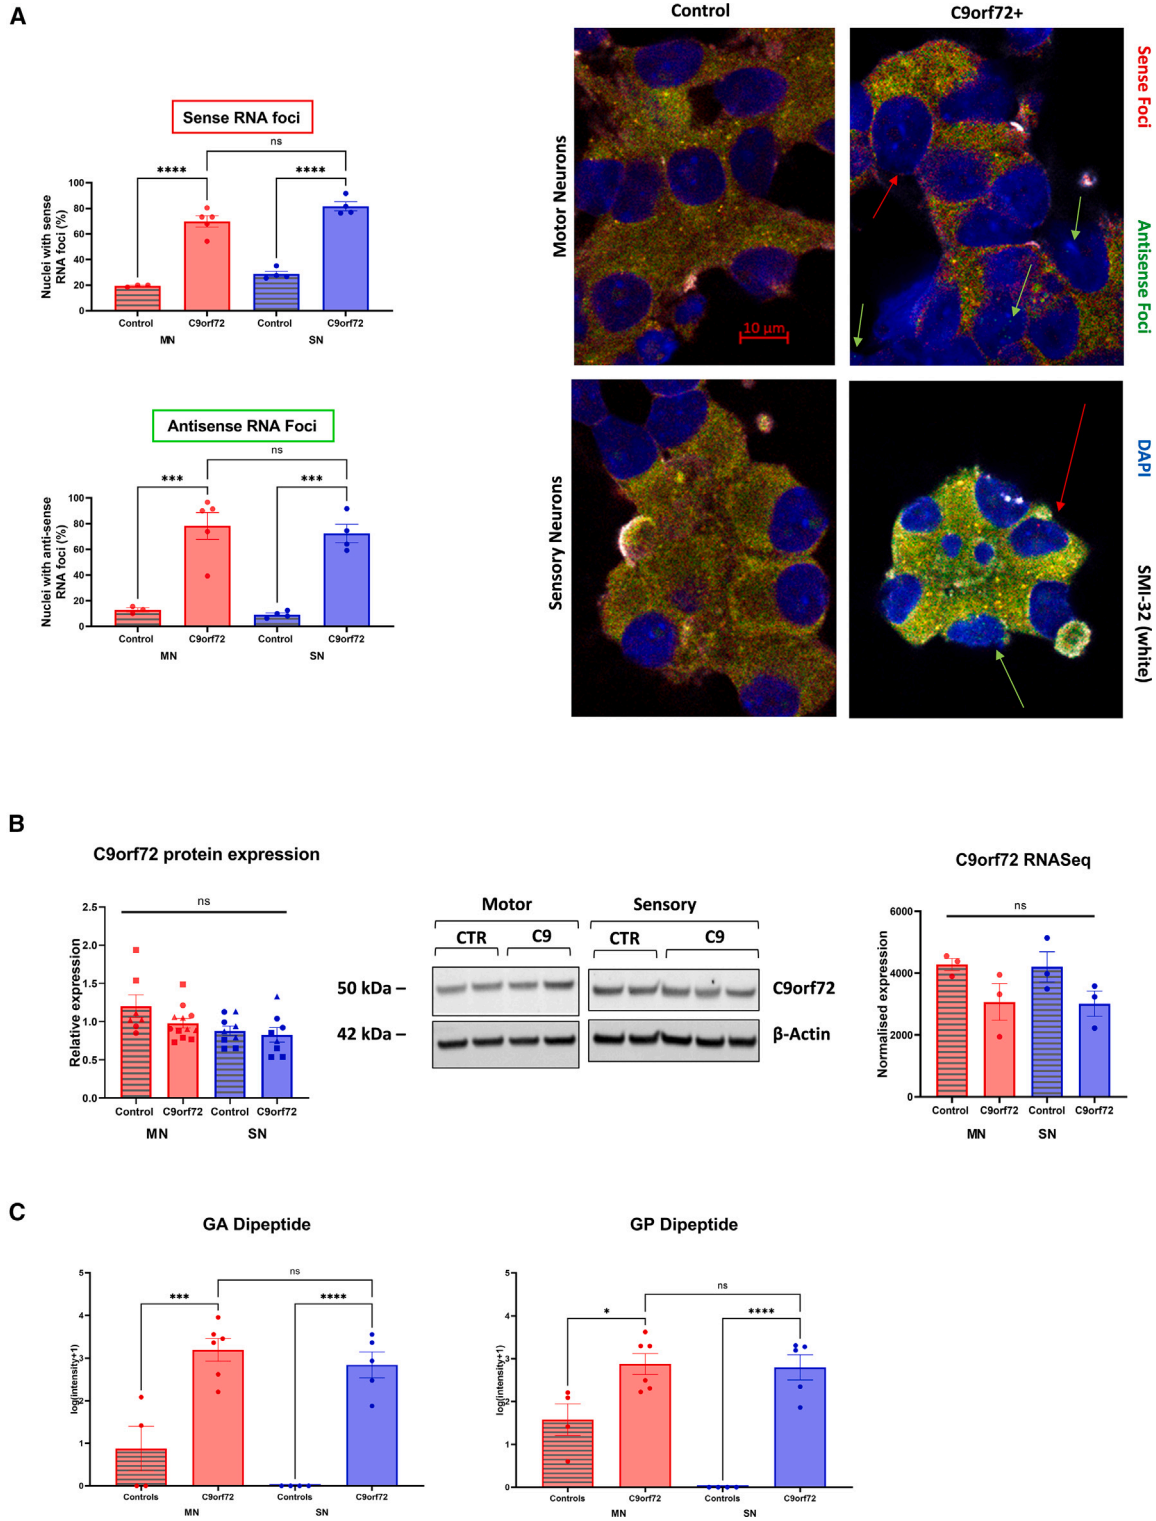 A
Sense RNA foci
ns
**** ****
Nuclei with sense
RNA foci (%)
100
80
60
40
20
0
Control C9orf72 Control C9orf72
MN SN
Antisense RNA Foci
ns
*** ***
Nuclei with anti-sense
RNA foci (%)
100
80
60
40
20
0
Control C9orf72 Control C9orf72
MN SN
Control C9orf72+
Motor Neurons
Sensory Neurons
10 µm
Sense Foci
Antisense Foci
DAPI
SMI-32 (white)
B
C9orf72 protein expression
ns
Relative expression
2.5
2.0
1.5
1.0
0.5
0.0
Control C9orf72 Control C9orf72
MN SN
Motor Sensory
CTR C9 CTR C9
50 kDa – C9orf72
42 kDa – β-Actin
C9orf72 RNASeq
ns
Normalised expression
6000
4000
2000
0
Control C9orf72 Control C9orf72
MN SN
C
GA Dipeptide
ns
*** ****
log(intensity+1)
5
4
3
2
1
0
Controls C9orf72 Controls C9orf72
MN SN
GP Dipeptide
ns
* ****
log(intensity+1)
5
4
3
2
1
0
Controls C9orf72 Controls C9orf72
MN SN